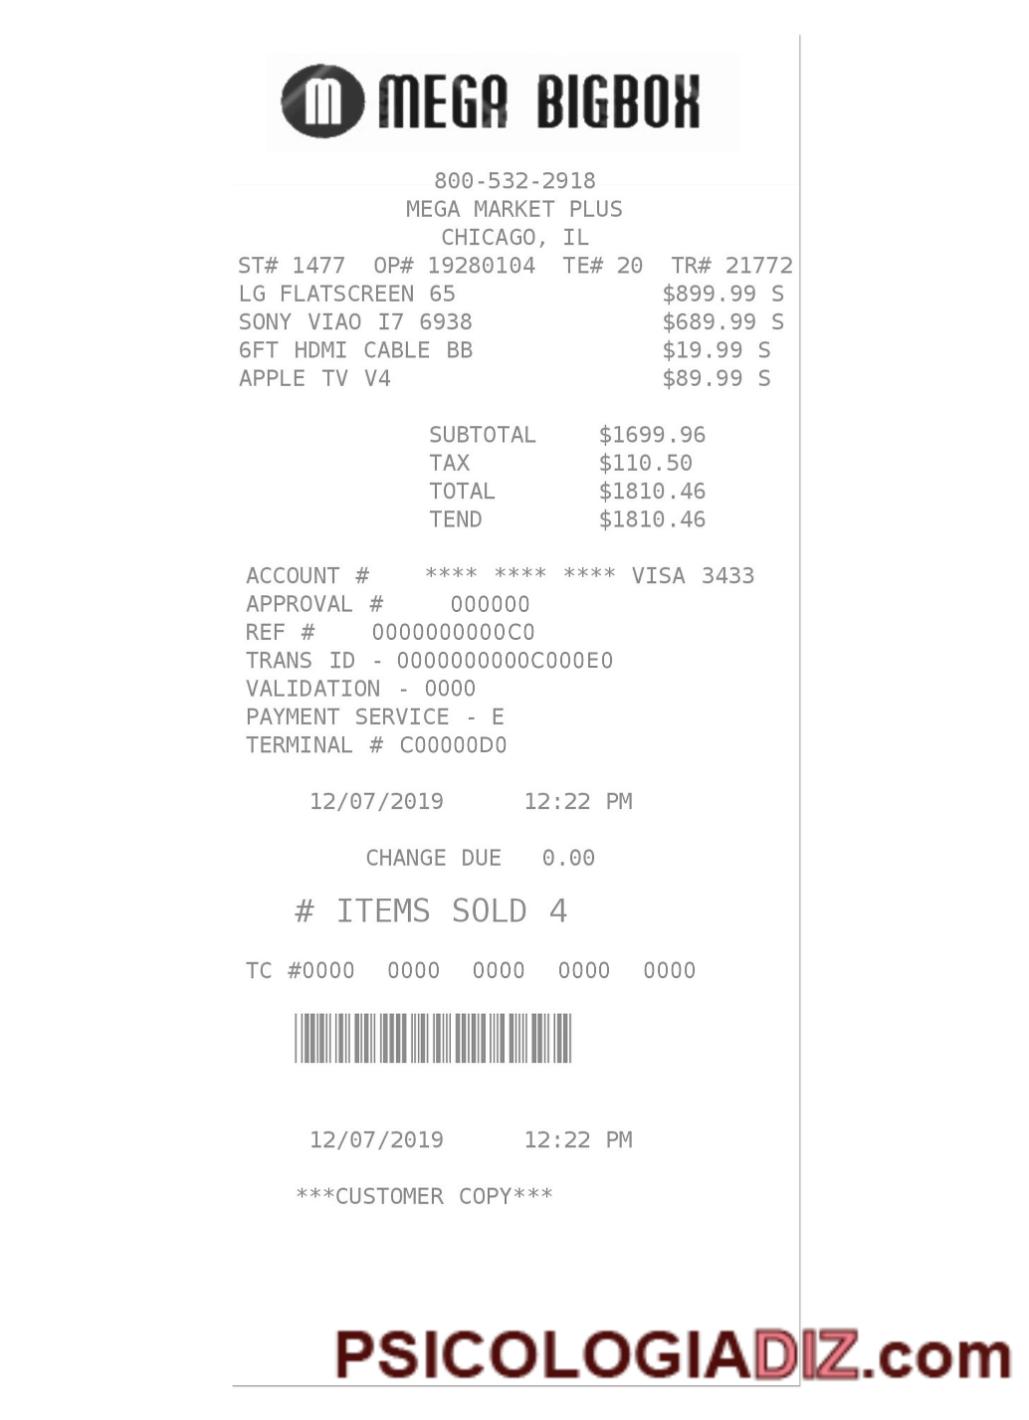 m MEGA BIGBOX
800-532-2918
MEGA MARKET PLUS
CHICAGO, IL
ST# 1477 OP# 19280104 TE# 20 TR# 21772
LG FLATSCREEN 65 $899.99 S
SONY VIAO I7 6938 $689.99 S
6FT HDMI CABLE BB $19.99 S
APPLE TV V4 $89.99 S
SUBTOTAL $1699.96
TAX $110.50
TOTAL $1810.46
TEND $1810.46
ACCOUNT # **** **** **** VISA 3433
APPROVAL # 000000
REF # 0000000000C0
TRANS ID - 0000000000C000E0
VALIDATION - 0000
PAYMENT SERVICE - E
TERMINAL # C00000D0
12/07/2019 12:22 PM
CHANGE DUE 0.00
# ITEMS SOLD 4
TC #0000 0000 0000 0000 0000
12/07/2019 12:22 PM
***CUSTOMER COPY***
PSICOLOGIADIZ.com